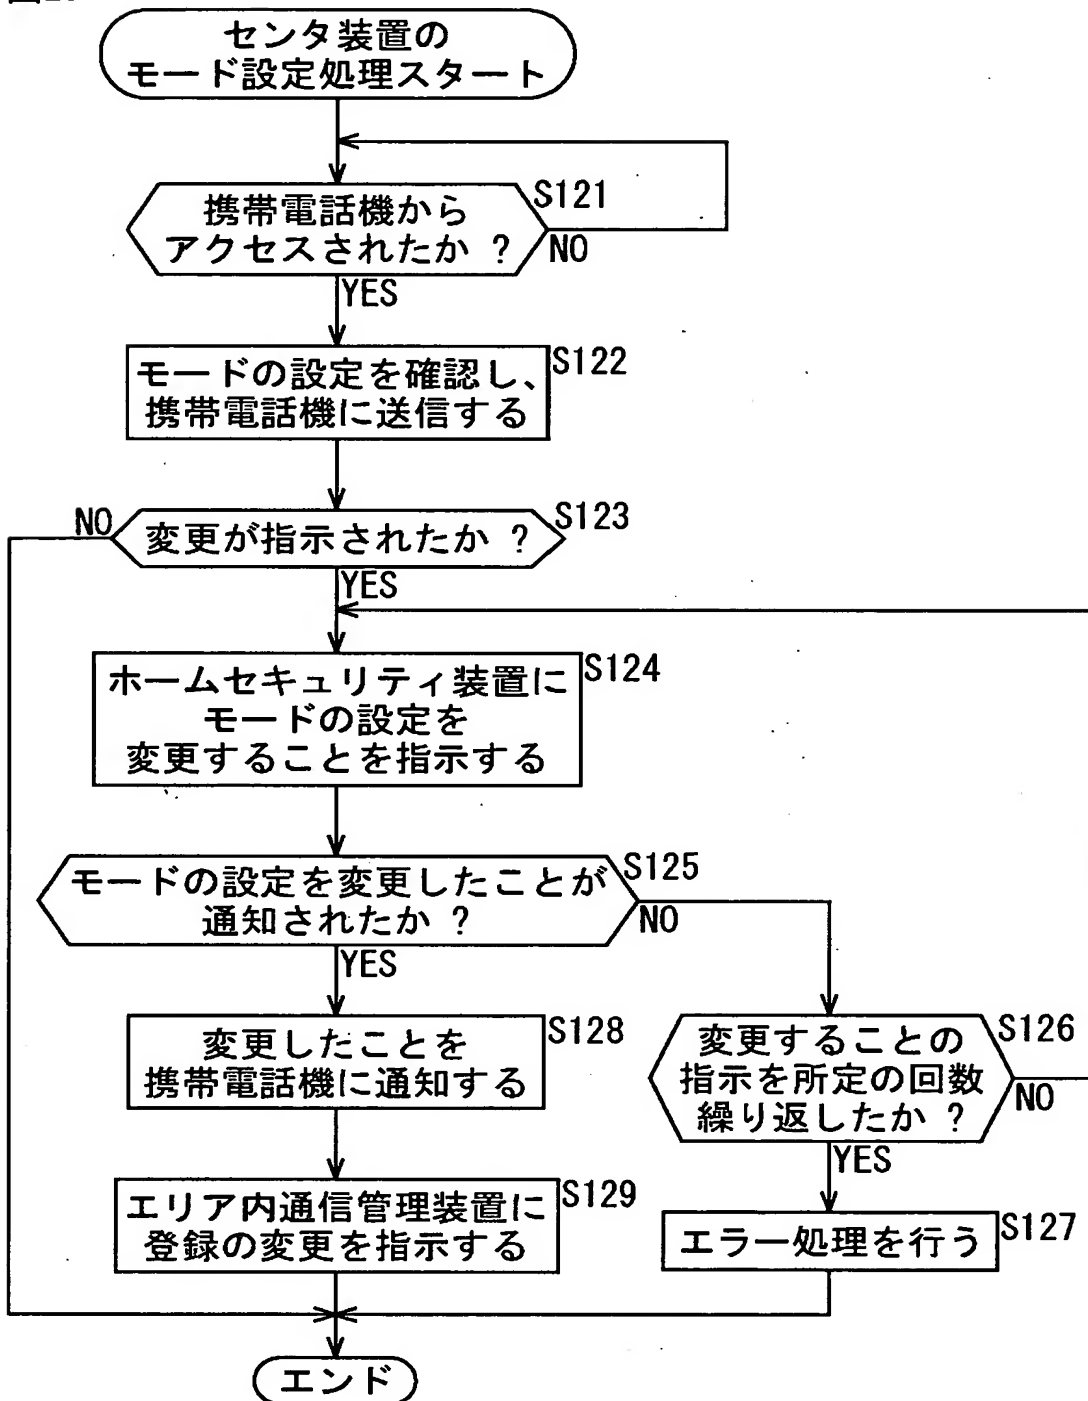 センタ装置の
モード設定処理スタート
携帯電話機から
アクセスされたか ?
S121
NO
YES
モードの設定を確認し、
携帯電話機に送信する
S122
変更が指示されたか ?
S123
NO
YES
ホームセキュリティ装置に
モードの設定を
変更することを指示する
S124
モードの設定を変更したことが
通知されたか ?
S125
NO
YES
変更したことを
携帯電話機に通知する
S128
変更することの
指示を所定の回数
繰り返したか ?
S126
NO
YES
エリア内通信管理装置に
登録の変更を指示する
S129
エラー処理を行う
S127
エンド